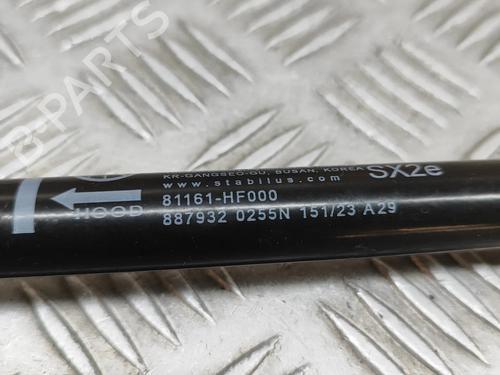 B-PARTS
KR-GANGSEO-GU, BUSAN, KOREA
www.stabilus.com
SX2e
HOOD
81161-HF000
887932 0255N 151/23 A29